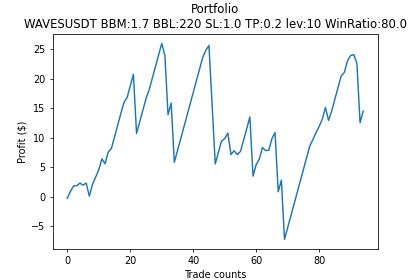 Portfolio
WAVESUSDT BBM:1.7 BBL:220 SL:1.0 TP:0.2 lev:10 WinRatio:80.0
25
20
15
10
5
0
−5
Profit ($)
0 20 40 60 80
Trade counts